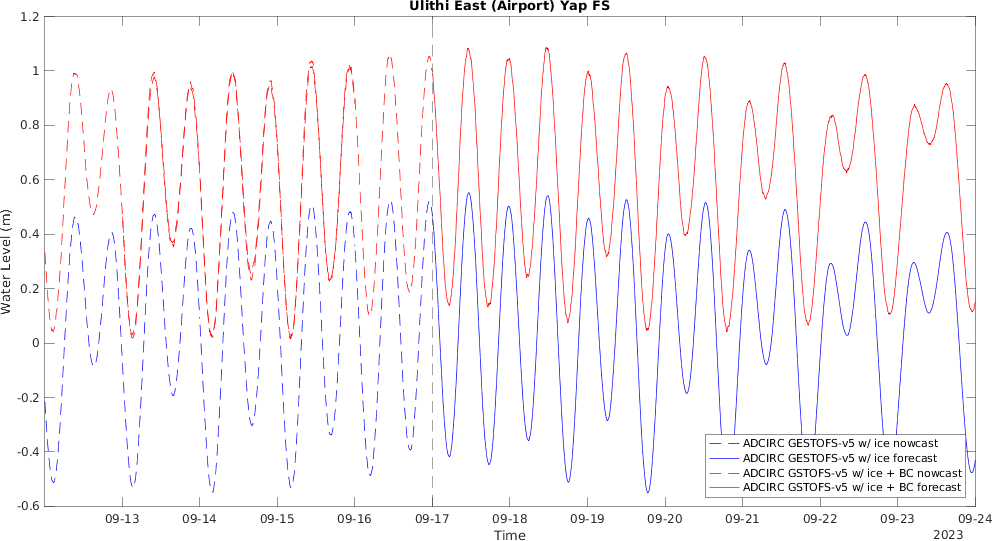 Ulithi East (Airport) Yap FS
1.2
1
0.8
0.6
0.4
0.2
0
-0.2
-0.4
-0.6
Water Level (m)
ADCIRC GESTOFS-v5 w/ ice nowcast
ADCIRC GESTOFS-v5 w/ ice forecast
ADCIRC GSTOFS-v5 w/ ice + BC nowcast
ADCIRC GSTOFS-v5 w/ ice + BC forecast
09-13 09-14 09-15 09-16 09-17 09-18 09-19 09-20 09-21 09-22 09-23 09-24
Time
2023